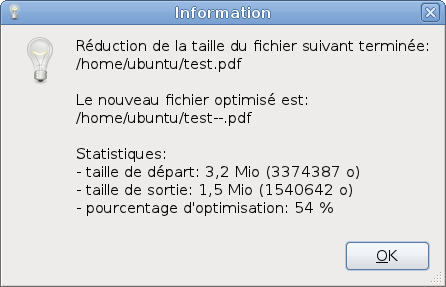 Information
Réduction de la taille du fichier suivant terminée:
/home/ubuntu/test.pdf
Le nouveau fichier optimisé est:
/home/ubuntu/test--.pdf
Statistiques:
- taille de départ: 3,2 Mio (3374387 o)
- taille de sortie: 1,5 Mio (1540642 o)
- pourcentage d'optimisation: 54 %
OK